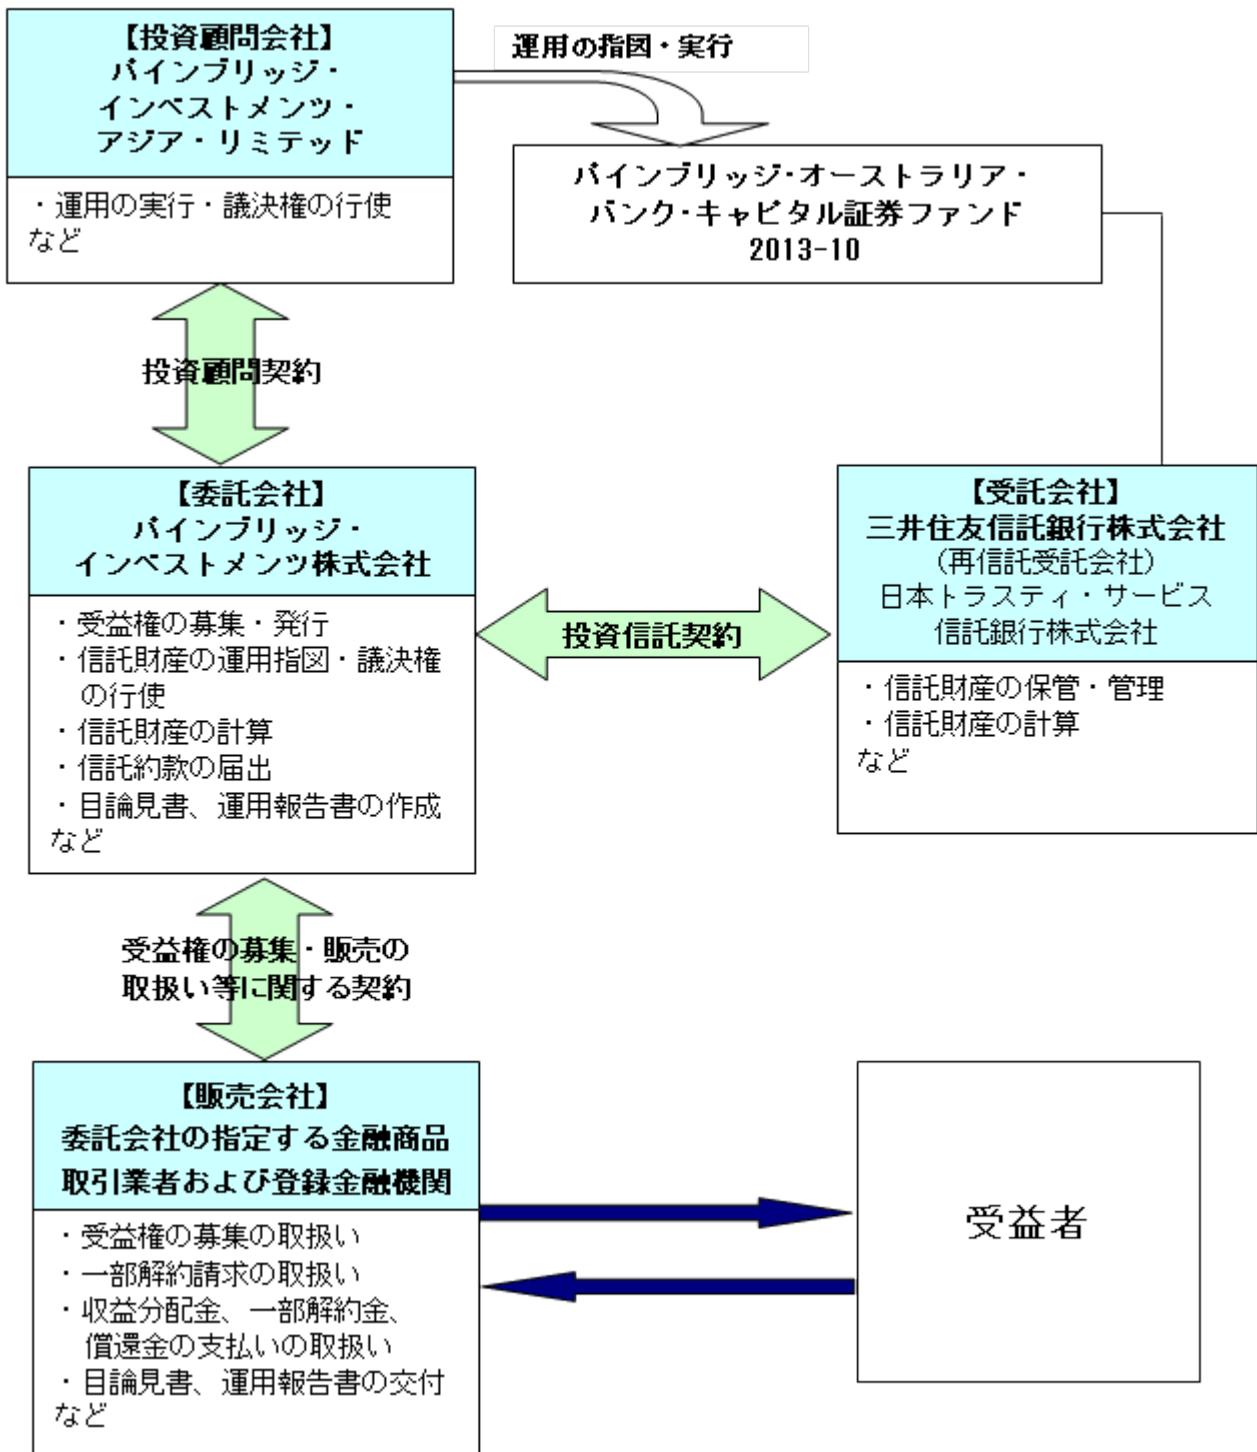 【投資顧問会社】
パインブリッジ・
インベストメンツ・
アジア・リミテッド
・運用の実行・議決権の行使
など
運用の指図・実行
パインブリッジ・オーストラリア・
バンク・キャピタル証券ファンド
2013-10
投資顧問契約
【委託会社】
パインブリッジ・
インベストメンツ株式会社
・受益権の募集・発行
・信託財産の運用指図・議決権
の行使
・信託財産の計算
・信託約款の届出
・目論見書、運用報告書の作成
など
投資信託契約
【受託会社】
三井住友信託銀行株式会社
(再信託受託会社)
日本トラスティ・サービス
信託銀行株式会社
・信託財産の保管・管理
・信託財産の計算
など
受益権の募集・販売の
取扱い等に関する契約
【販売会社】
委託会社の指定する金融商品
取引業者および登録金融機関
・受益権の募集の取扱い
・一部解約請求の取扱い
・収益分配金、一部解約金、
償還金の支払いの取扱い
・目論見書、運用報告書の交付
など
受益者